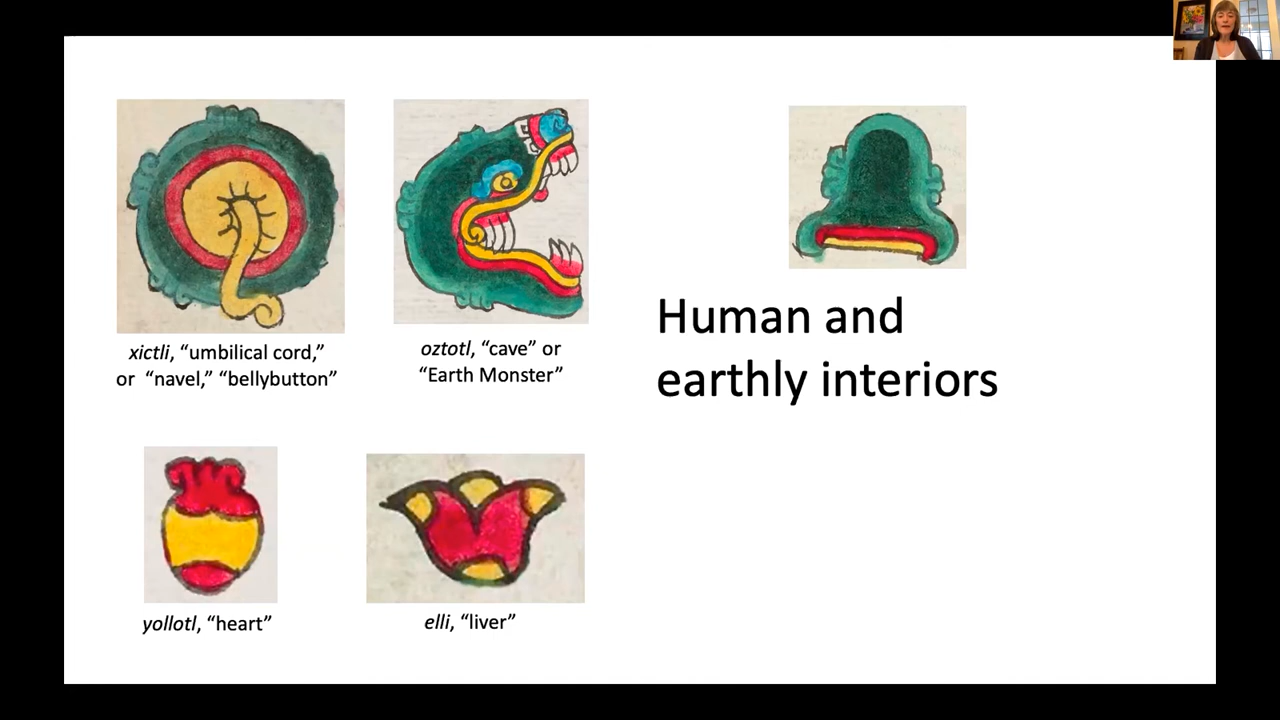 xictli, “umbilical cord,”
or “navel,” “bellybutton”
oztotl, “cave” or
“Earth Monster”
Human and
earthly interiors
yollotl, “heart”
elli, “liver”